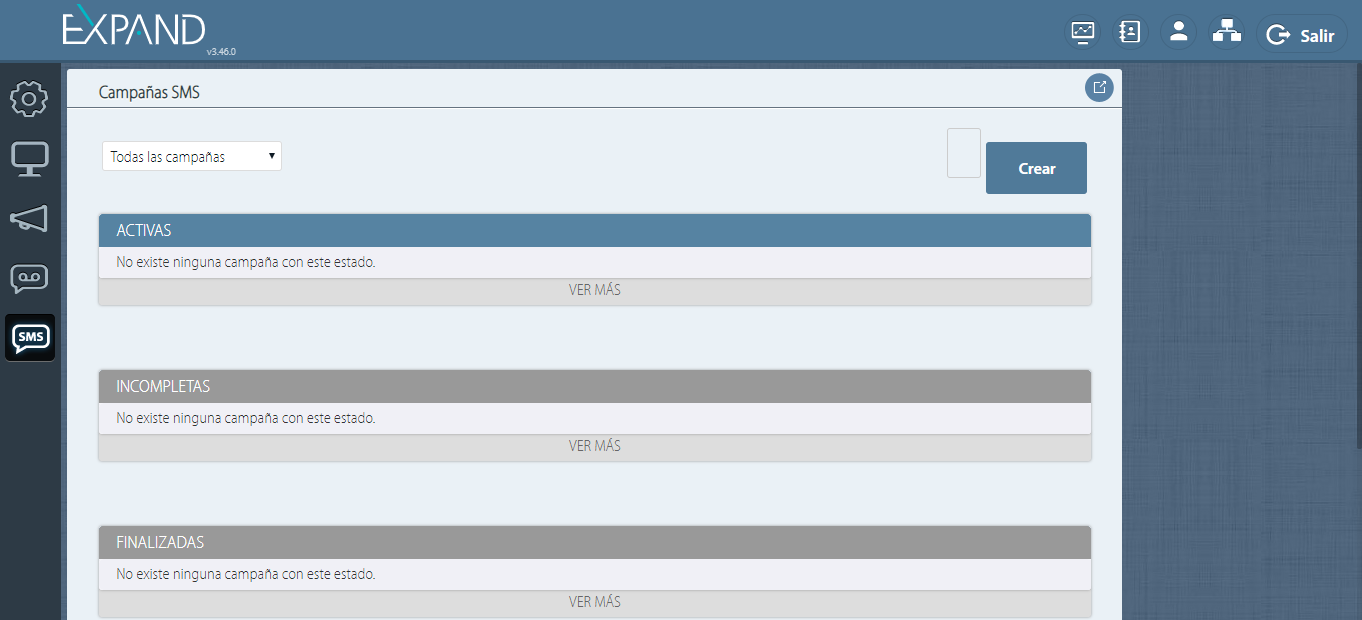 EXPAND
v3.46.0
Salir
Campañas SMS
Todas las campañas
Crear
ACTIVAS
No existe ninguna campaña con este estado.
VER MÁS
SMS
INCOMPLETAS
No existe ninguna campaña con este estado.
VER MÁS
FINALIZADAS
No existe ninguna campaña con este estado.
VER MÁS